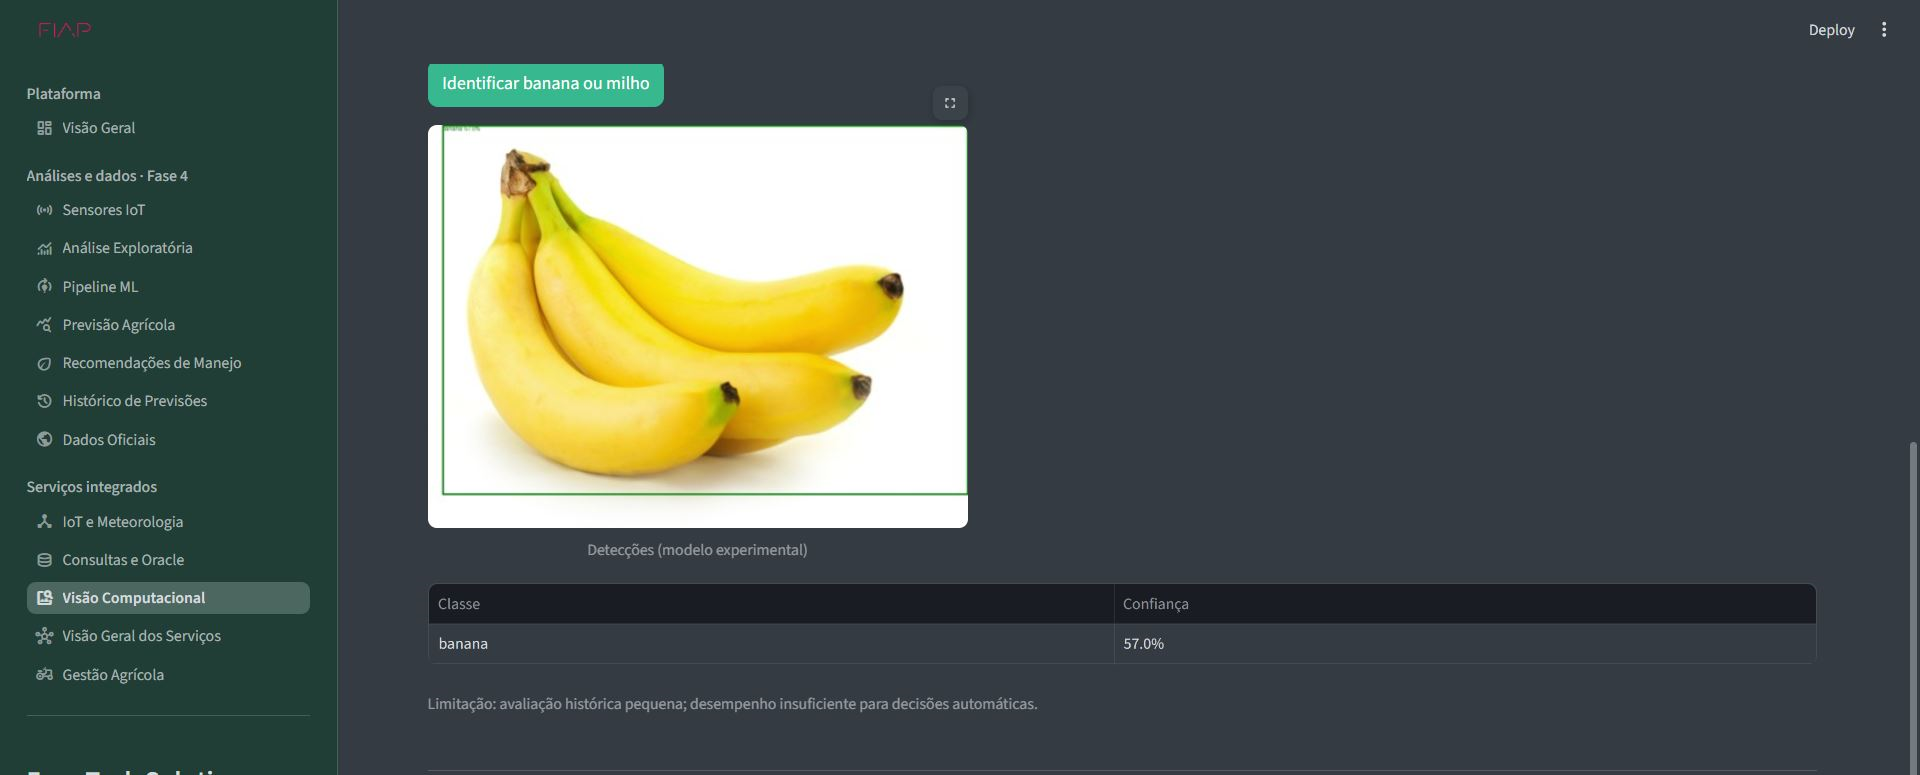 FIAP
Deploy
Plataforma
Visão Geral
Análises e dados · Fase 4
Sensores IoT
Análise Exploratória
Pipeline ML
Previsão Agrícola
Recomendações de Manejo
Histórico de Previsões
Dados Oficiais
Serviços integrados
IoT e Meteorologia
Consultas e Oracle
Visão Computacional
Visão Geral dos Serviços
Gestão Agrícola
Identificar banana ou milho
banana 57.0%
Detecções (modelo experimental)
Classe Confiança
banana 57.0%
Limitação: avaliação histórica pequena; desempenho insuficiente para decisões automáticas.